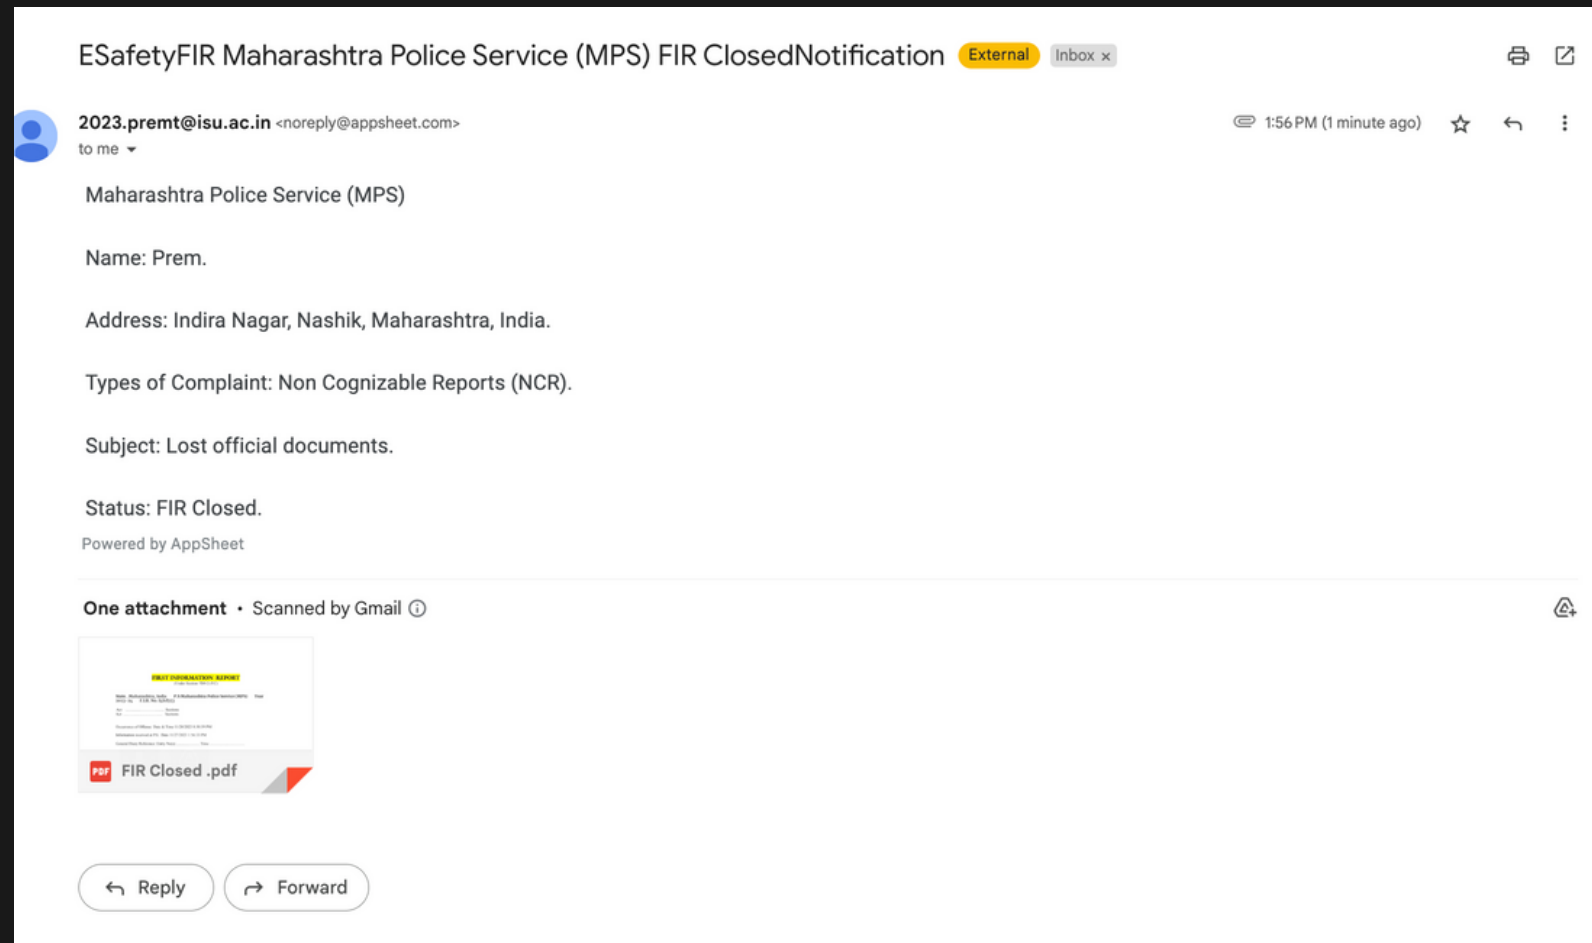 ESafetyFIR Maharashtra Police Service (MPS) FIR ClosedNotification External Inbox x
2023.premt@isu.ac.in <noreply@appsheet.com> 1:56 PM (1 minute ago)
to me
Maharashtra Police Service (MPS)
Name: Prem.
Address: Indira Nagar, Nashik, Maharashtra, India.
Types of Complaint: Non Cognizable Reports (NCR).
Subject: Lost official documents.
Status: FIR Closed.
Powered by AppSheet
One attachment • Scanned by Gmail
FIRST INFORMATION REPORT
PDF FIR Closed .pdf
Reply Forward